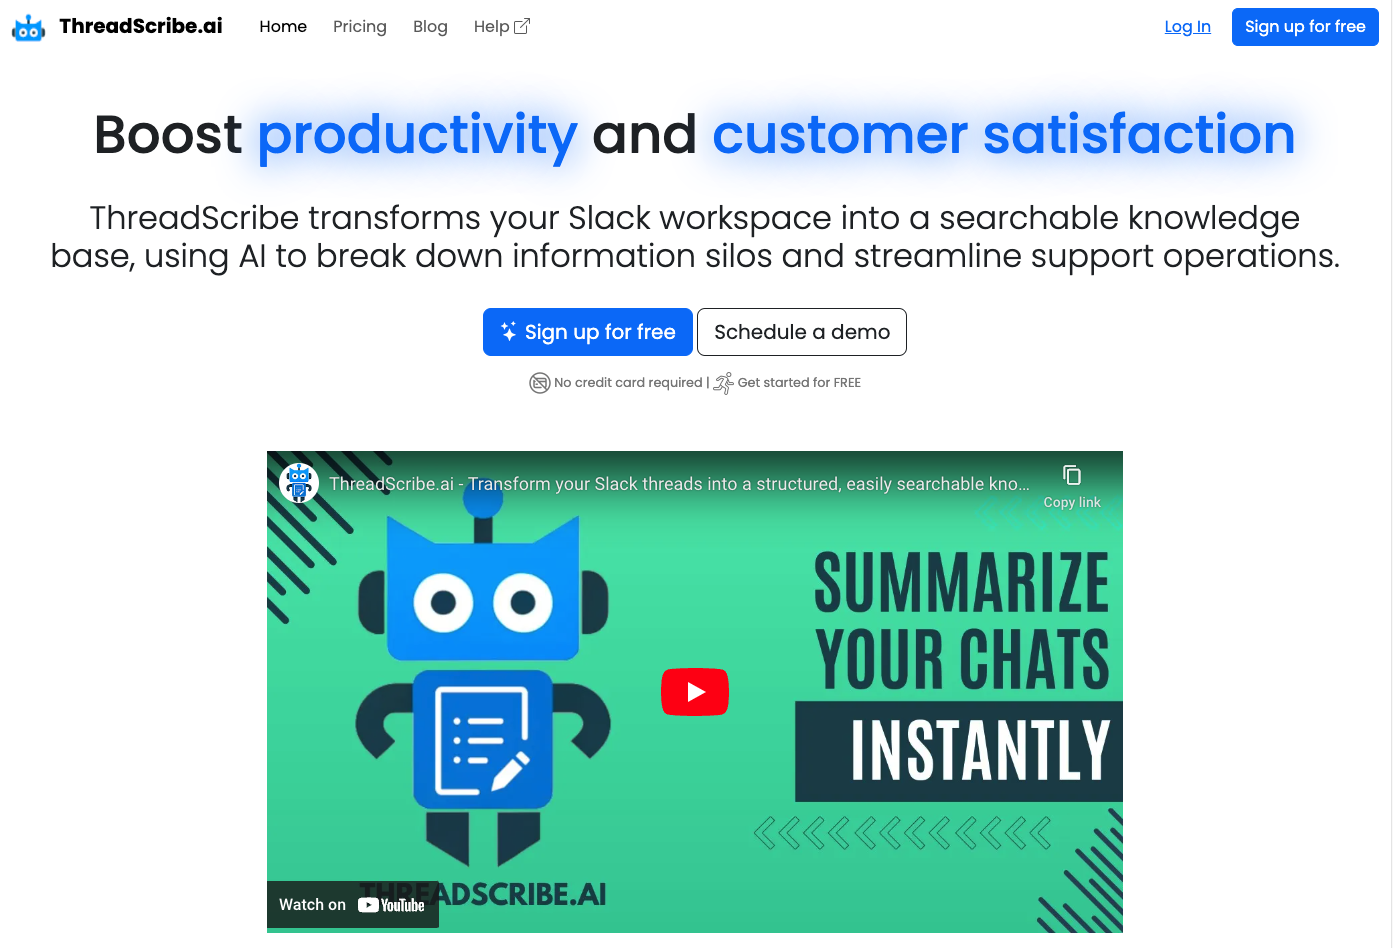 ThreadScribe.ai Home Pricing Blog Help Log In Sign up for free
Boost productivity and customer satisfaction
ThreadScribe transforms your Slack workspace into a searchable knowledge
base, using AI to break down information silos and streamline support operations.
Sign up for free Schedule a demo
No credit card required | Get started for FREE
ThreadScribe.ai - Transform your Slack threads into a structured, easily searchable kno...
Copy link
SUMMARIZE
YOUR CHATS
INSTANTLY
THREADSCRIBE.AI
Watch on YouTube